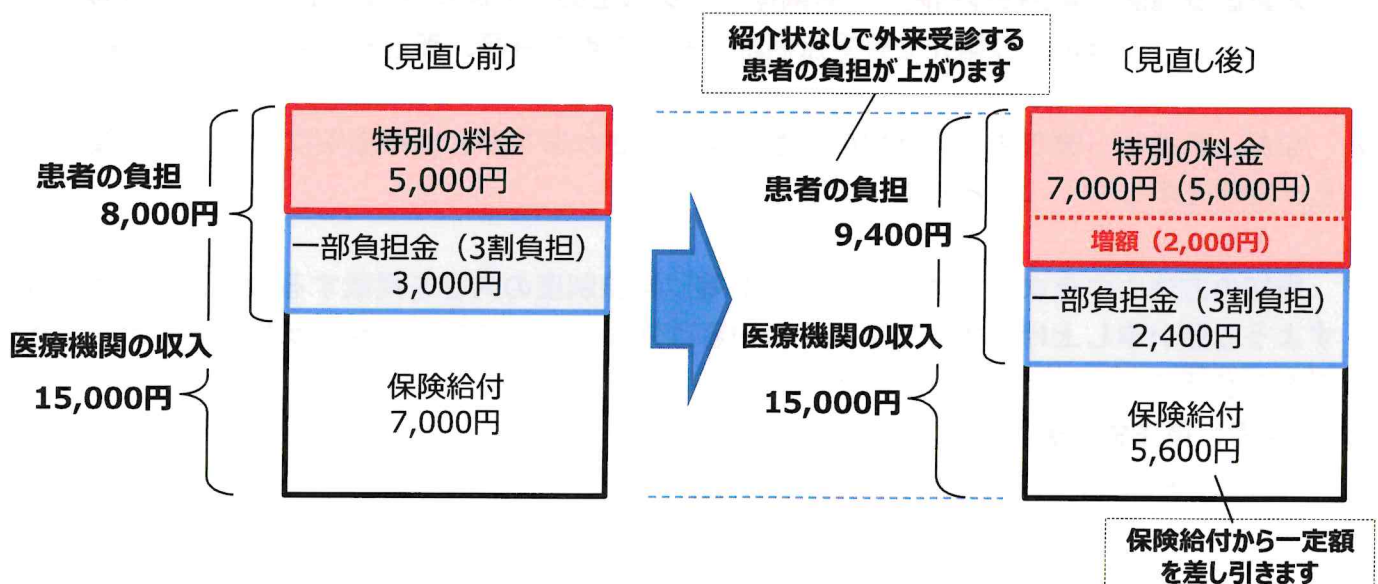 〔見直し前〕
特別の料金
5,000円
一部負担金（3割負担）
3,000円
保険給付
7,000円
患者の負担
8,000円
医療機関の収入
15,000円
紹介状なしで外来受診する
患者の負担が上がります
〔見直し後〕
特別の料金
7,000円（5,000円）
増額（2,000円）
一部負担金（3割負担）
2,400円
保険給付
5,600円
患者の負担
9,400円
医療機関の収入
15,000円
保険給付から一定額
を差し引きます